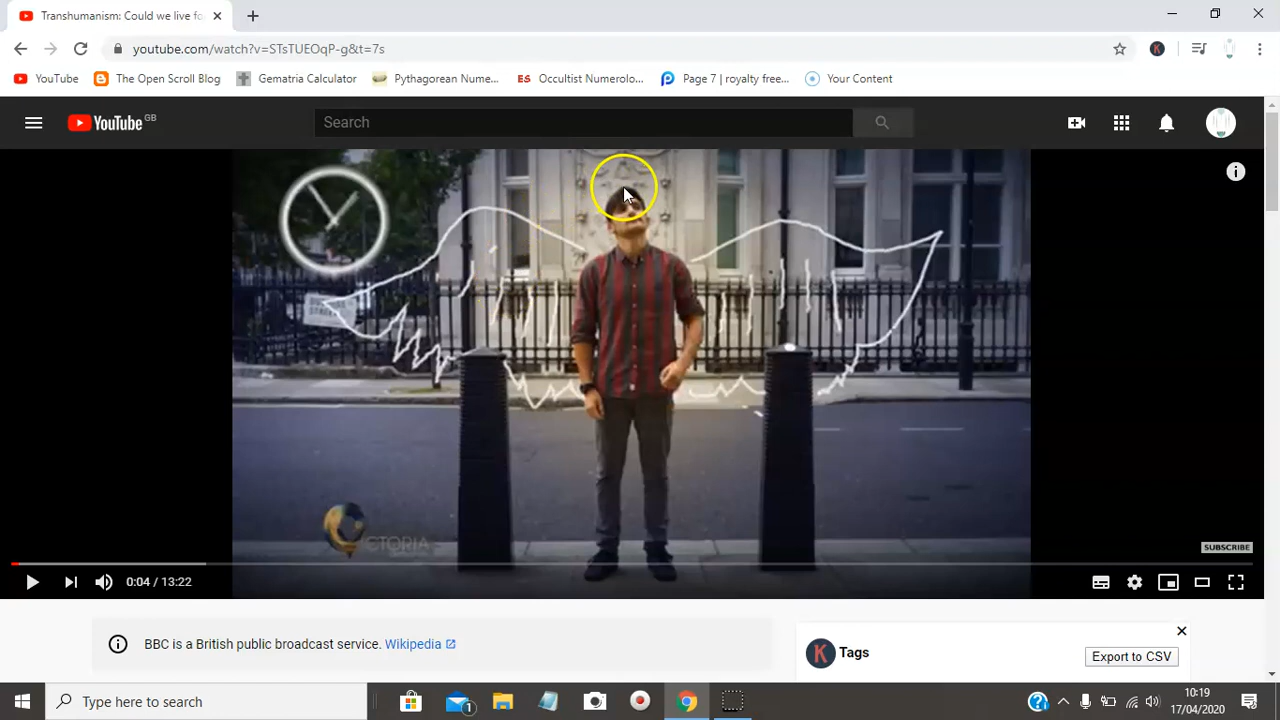 Transhumanism: Could we live fo
youtube.com/watch?v=STsTUEOqP-g&t=7s
YouTube
The Open Scroll Blog
Gematria Calculator
Pythagorean Nume...
ES Occultist Numerolo...
Page 7 | royalty free...
Your Content
YouTube GB
Search
SUBSCRIBE
0:04 / 13:22
BBC is a British public broadcast service. Wikipedia
K Tags
Export to CSV
Type here to search
1
10:19
17/04/2020